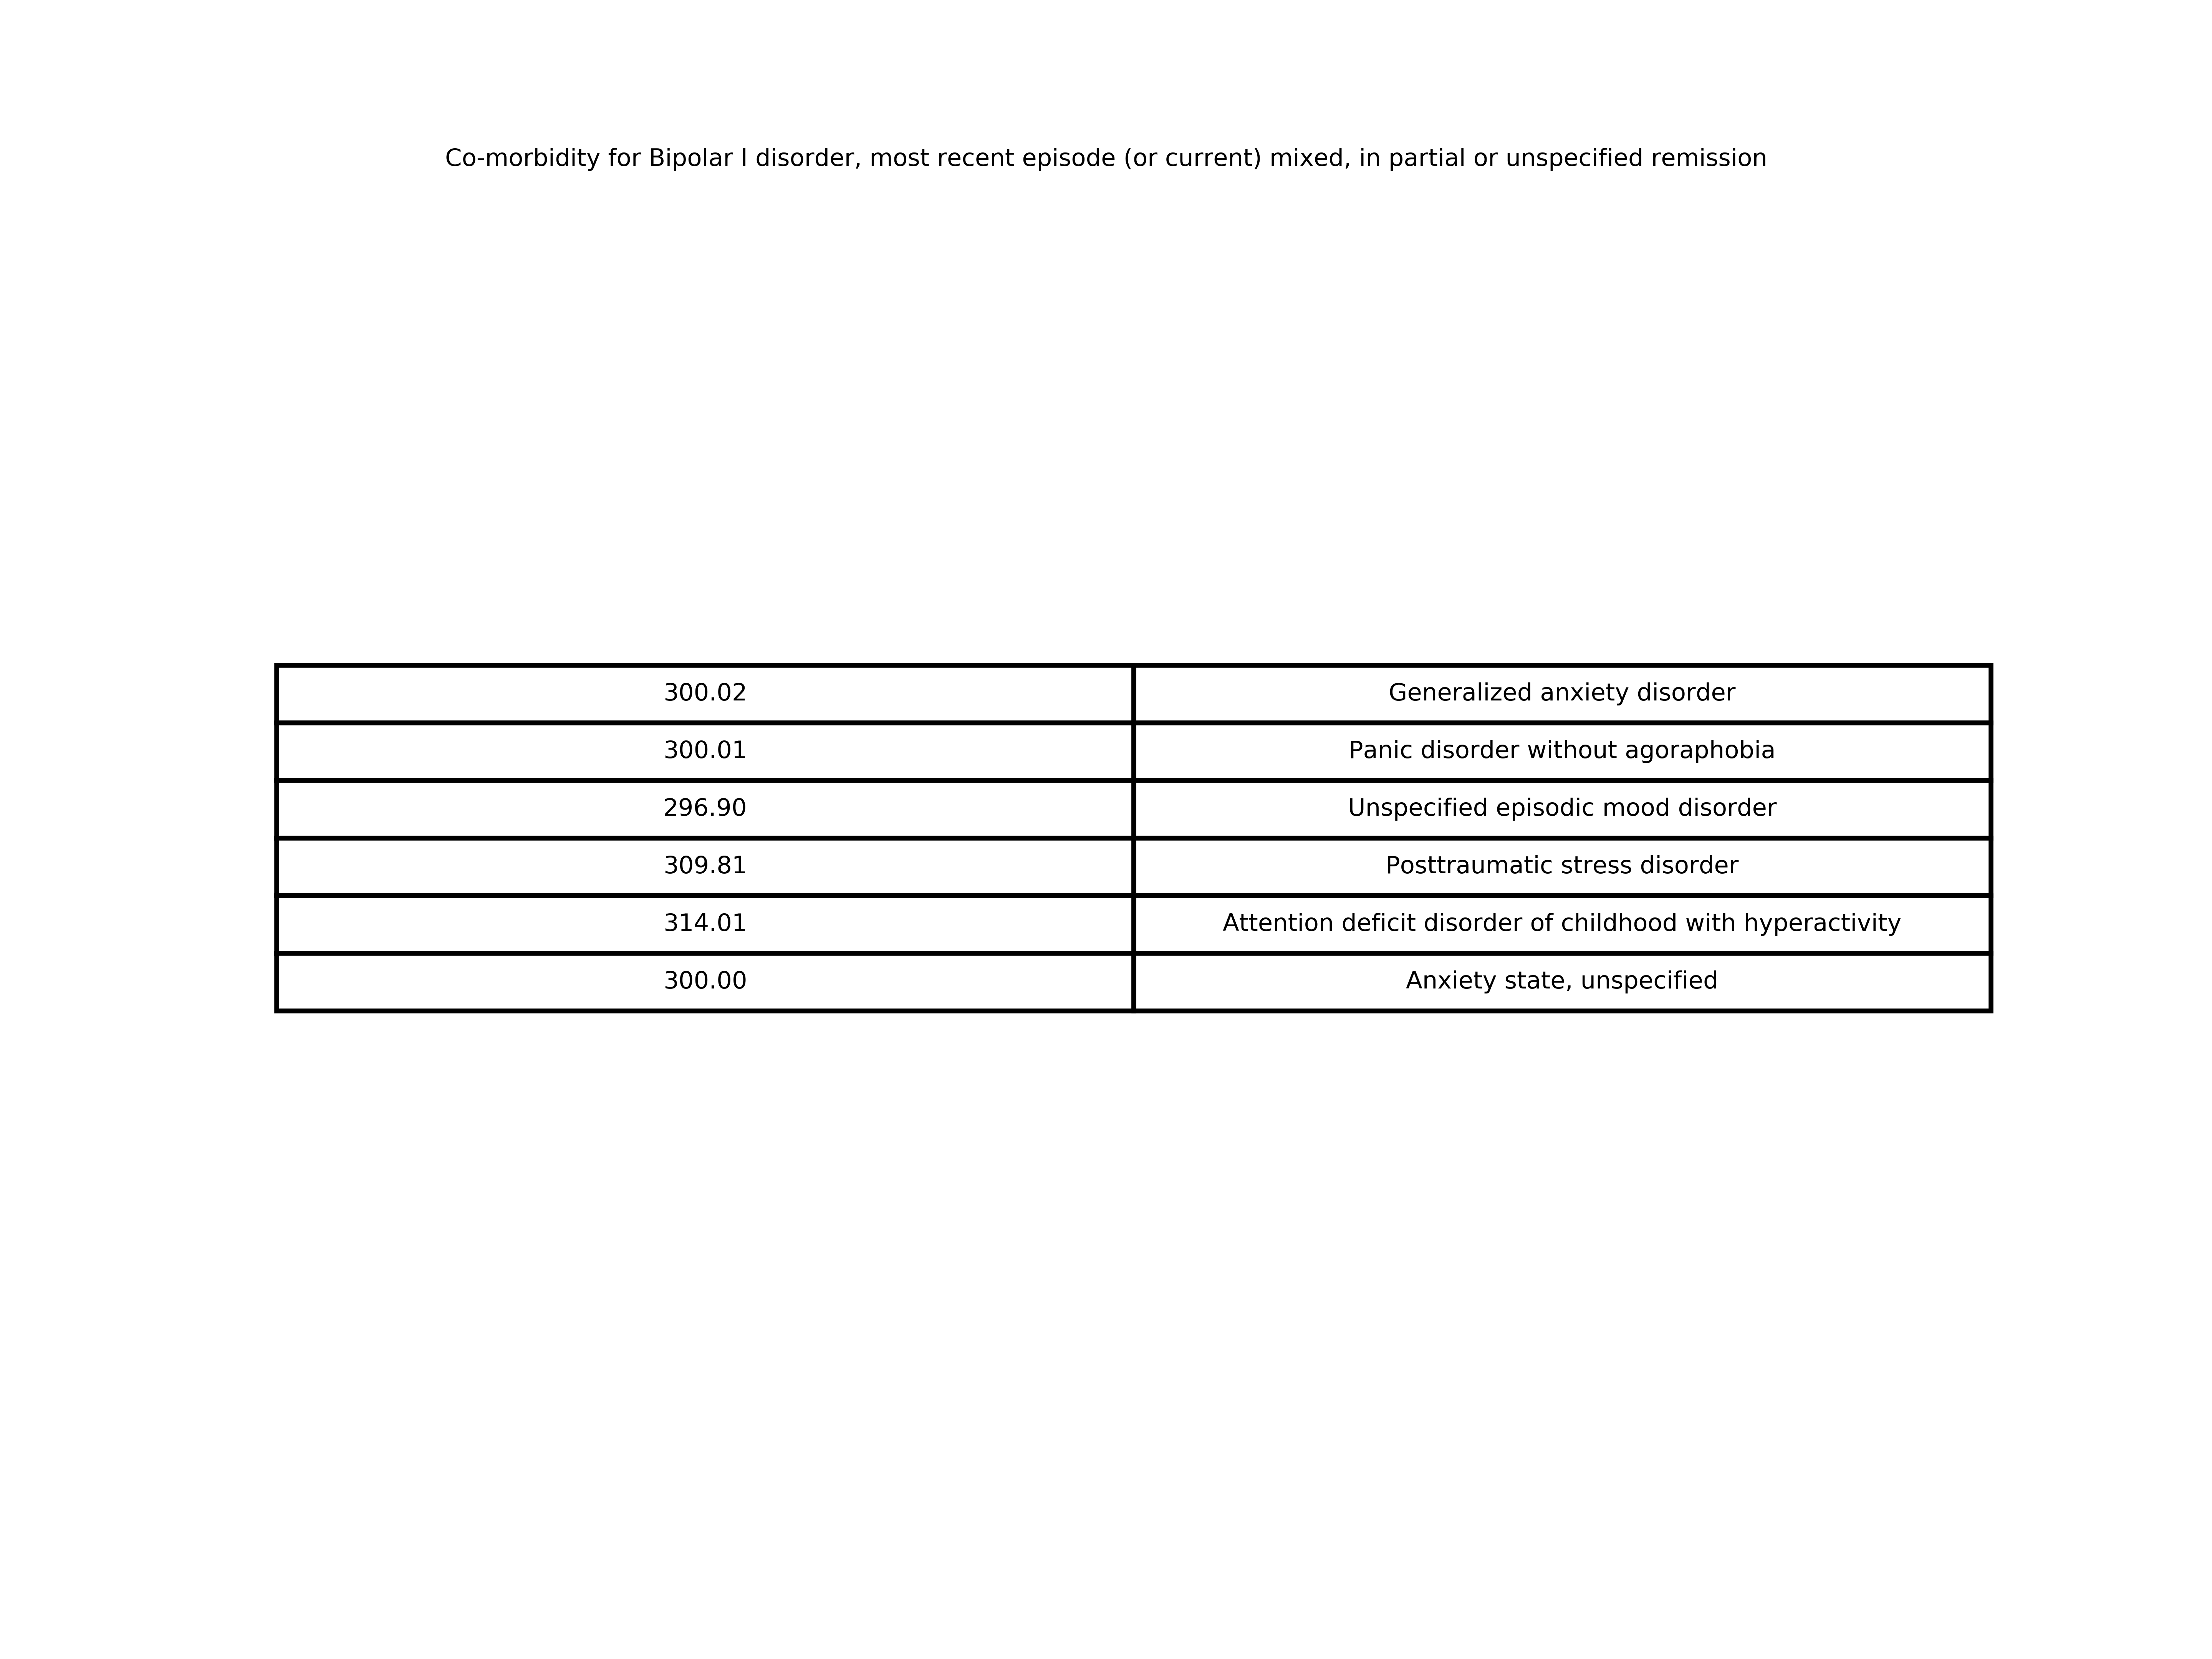 Co-morbidity for Bipolar I disorder, most recent episode (or current) mixed, in partial or unspecified remission
300.02 Generalized anxiety disorder
300.01 Panic disorder without agoraphobia
296.90 Unspecified episodic mood disorder
309.81 Posttraumatic stress disorder
314.01 Attention deficit disorder of childhood with hyperactivity
300.00 Anxiety state, unspecified